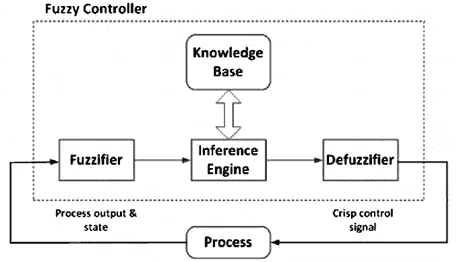 Fuzzy Controller
Knowledge
Base
Fuzzifier
Inference
Engine
Defuzzifier
Process output &
state
Crisp control
signal
Process